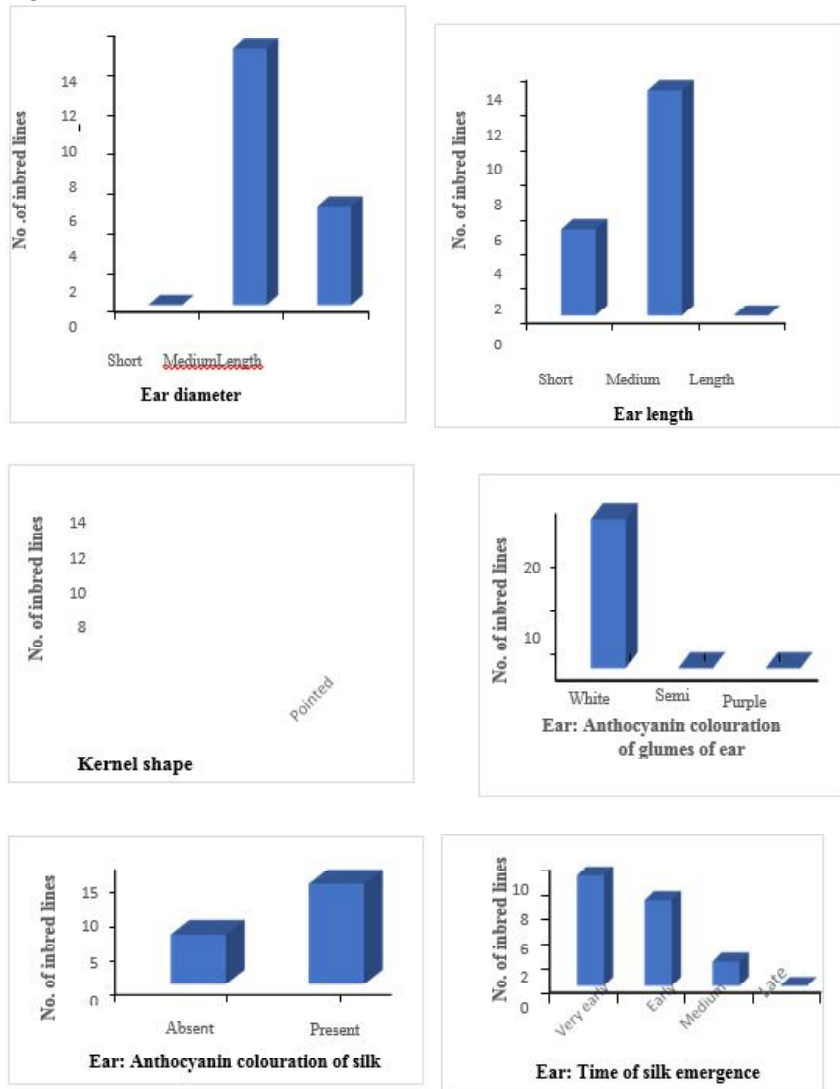 No .of inbred lines
14
12
10
8
6
4
2
0
Short MediumLength
Ear diameter
No. of inbred lines
14
12
10
8
6
4
2
0
Short Medium Length
Ear length
No. of inbred lines
14
12
10
8
Pointed
Kernel shape
No. of inbred lines
20
10
White Semi Purple
Ear: Anthocyanin colouration
of glumes of ear
No. of inbred lines
15
10
5
0
Absent Present
Ear: Anthocyanin colouration of silk
No. of inbred lines
10
8
6
2
0
Very early Early Medium Late
Ear: Time of silk emergence